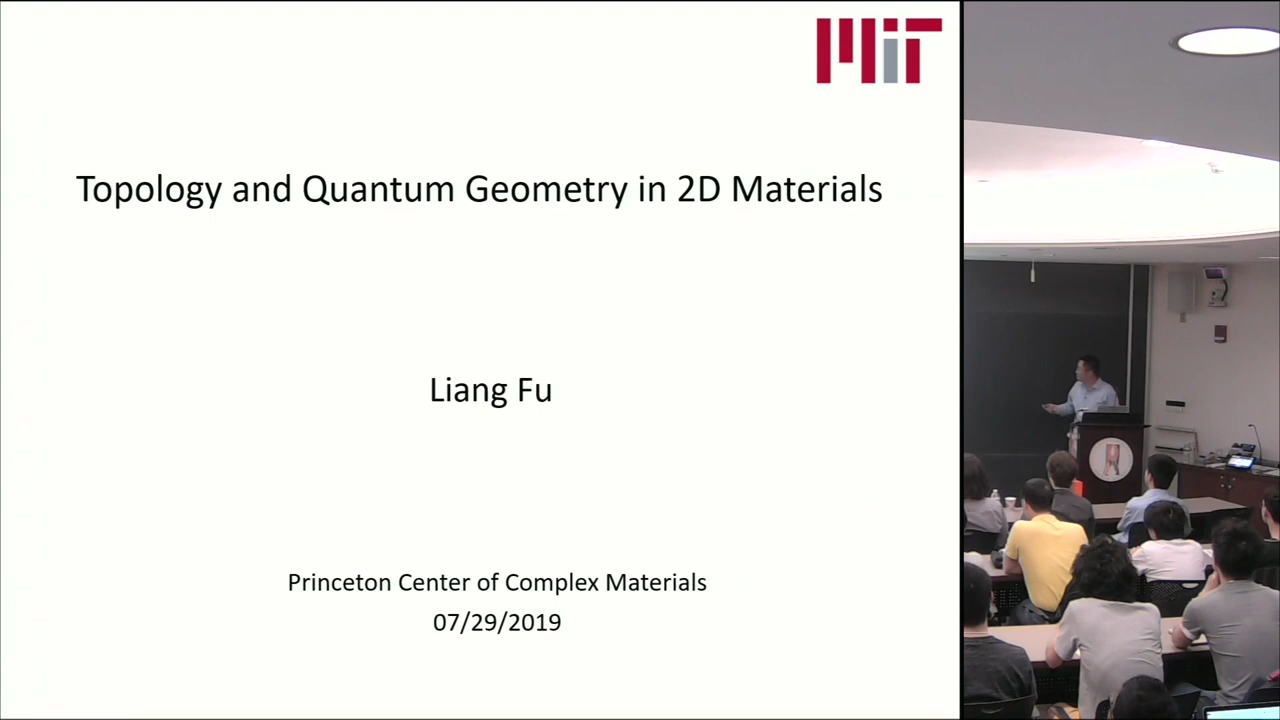 MIT
Topology and Quantum Geometry in 2D Materials
Liang Fu
Princeton Center of Complex Materials
07/29/2019